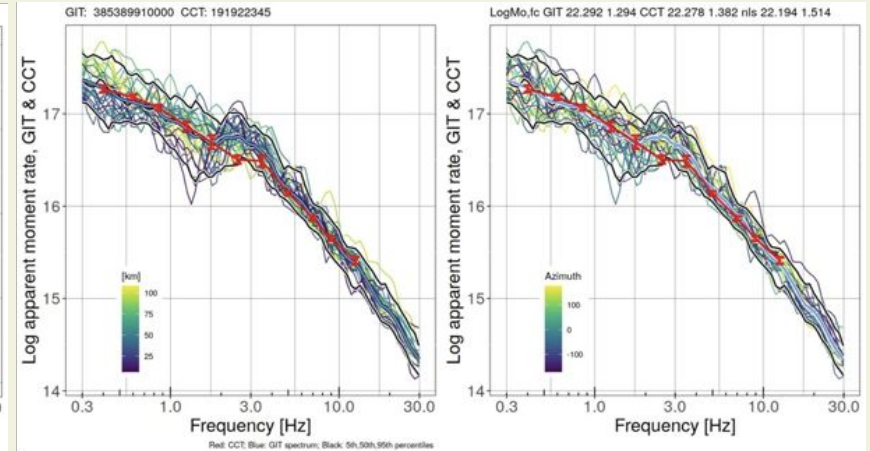 GIT: 385389910000 CCT: 191922345
Log apparent moment rate, GIT & CCT
17
16
15
14
[km]
100
75
50
25
0.3 1.0 3.0 10.0 30.0
Frequency [Hz]
Red: CCT; Blue: GIT spectrum; Black: 5th,50th,95th percentiles
LogMo,fc GIT 22.292 1.294 CCT 22.278 1.382 nls 22.194 1.514
Log apparent moment rate, GIT & CCT
17
16
15
14
Azimuth
100
0
-100
0.3 1.0 3.0 10.0 30.0
Frequency [Hz]